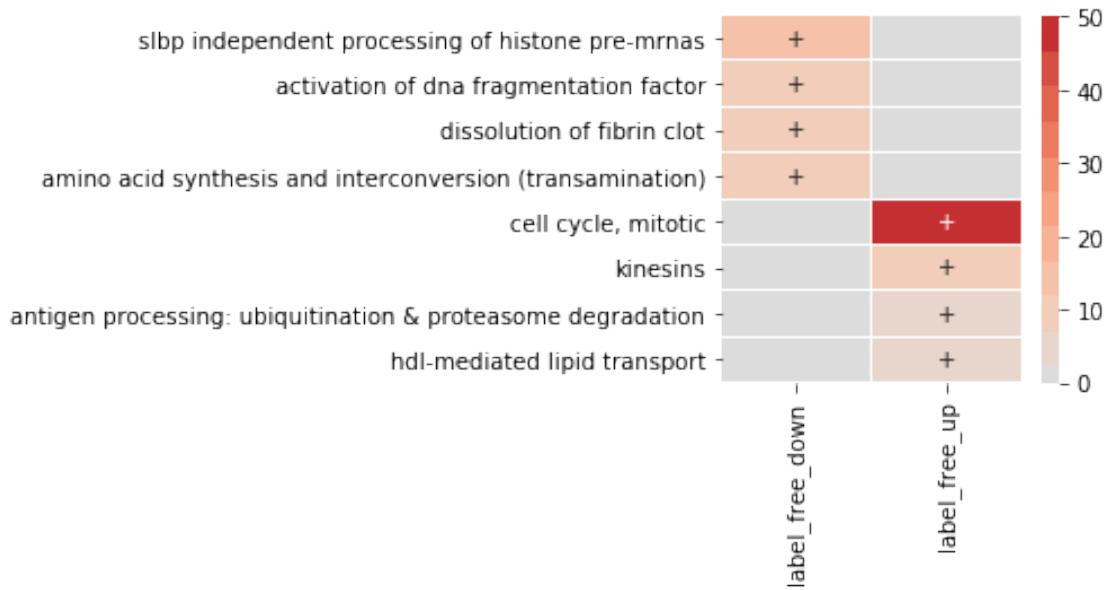 slbp independent processing of histone pre-mrnas
activation of dna fragmentation factor
dissolution of fibrin clot
amino acid synthesis and interconversion (transamination)
cell cycle, mitotic
kinesins
antigen processing: ubiquitination & proteasome degradation
hdl-mediated lipid transport
+
+
+
+
+
+
+
+
label_free_down
label_free_up
50
40
30
20
10
0